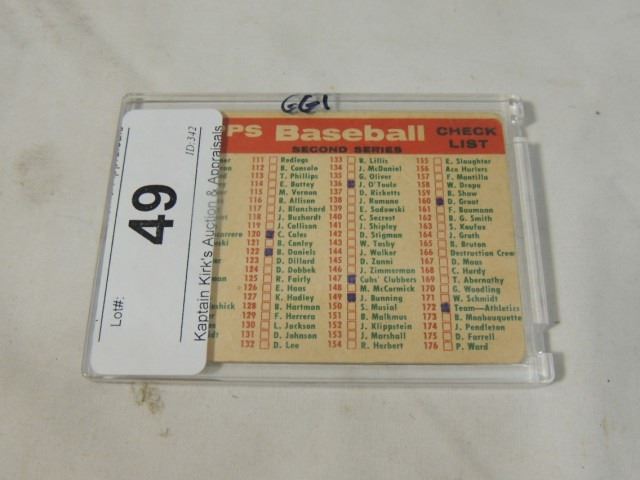 GG1
PS Baseball CHECK LIST
SECOND SERIES
111 Redlegs
112 B. Consolo
113 T. Phillips
114 E. Battey
115 M. Vernon
116 B. Allison
117 J. Blanchard
118 J. Buzhardt
119 J. Callison
120 C. Coles
121 B. Conley
122 B. Daniels
123 D. Dillard
124 D. Dobbek
125 R. Fairly
126 E. Haas
127 K. Hadley
128 B. Hartman
129 F. Herrera
130 L. Jackson
131 D. Johnson
132 D. Lee
133 B. Lillis
134 J. McDaniel
135 G. Oliver
136 J. O'Toole
137 D. Ricketts
138 J. Romano
139 E. Sadowski
140 C. Secrest
141 J. Shipley
142 D. Stigman
143 W. Tasby
144 J. Walker
145 D. Zanni
146 J. Zimmerman
147 Cubs' Clubbers
148 M. McCormick
149 J. Bunning
150 S. Musial
151 B. Malkmus
152 J. Klippstein
153 J. Marshall
154 R. Herbert
155 E. Slaughter
156 Ace Hurlers
157 F. Mantilla
158 W. Dropo
159 B. Shaw
160 D. Groat
161 F. Baumann
162 B. G. Smith
163 S. Koufax
164 J. Groth
165 B. Bruton
166 Destruction Crew
167 D. Moss
168 C. Hardy
169 T. Abernathy
170 G. Woodling
171 W. Schmidt
172 Team—Athletics
173 B. Monbouquette
174 J. Pendleton
175 D. Farrell
176 P. Ward
Lot#:
49
ID:342
Kaptain Kirk's Auction & Appraisals